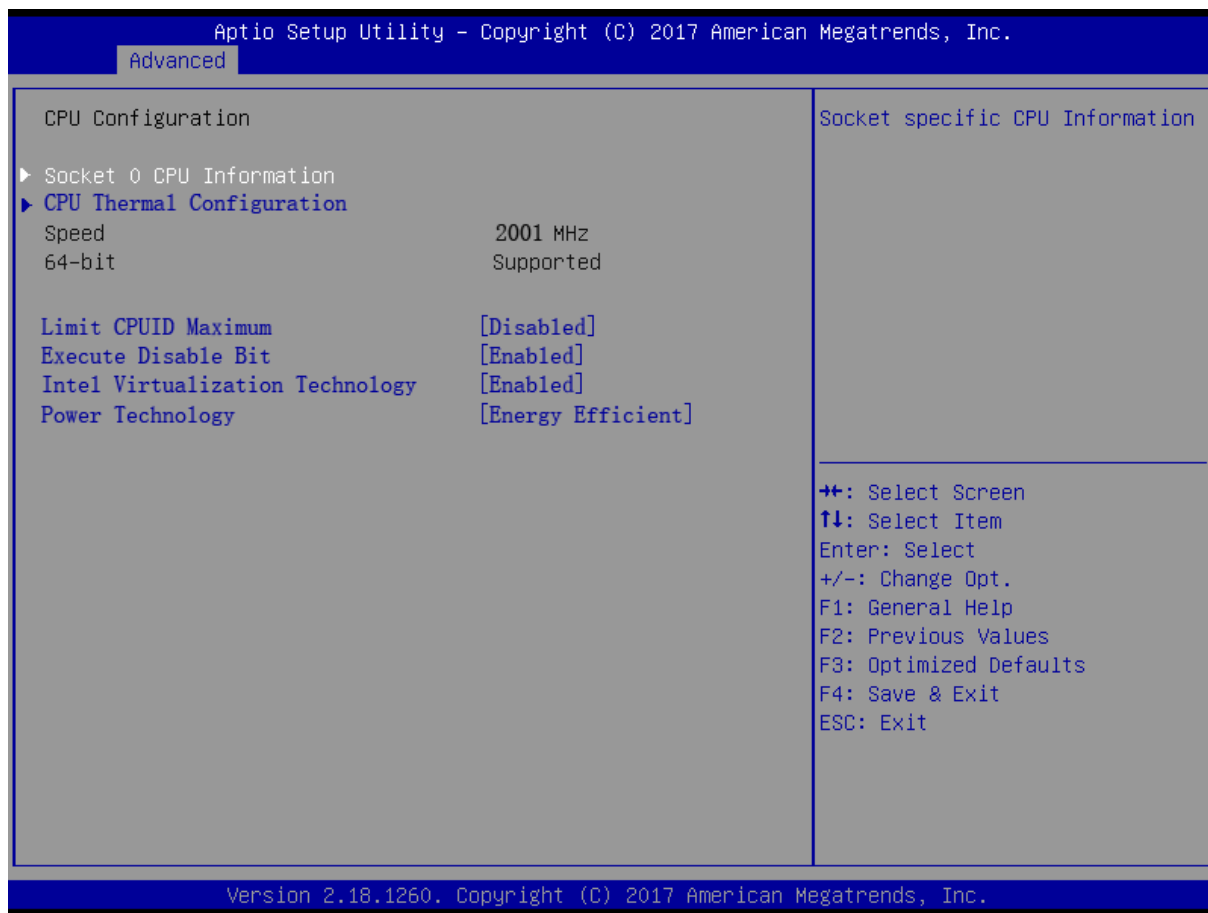 Aptio Setup Utility – Copyright (C) 2017 American Megatrends, Inc.
Advanced
CPU Configuration
Socket 0 CPU Information
CPU Thermal Configuration
Speed 2001 MHz
64-bit Supported
Limit CPUID Maximum [Disabled]
Execute Disable Bit [Enabled]
Intel Virtualization Technology [Enabled]
Power Technology [Energy Efficient]
Socket specific CPU Information
→←: Select Screen
↑↓: Select Item
Enter: Select
+/-: Change Opt.
F1: General Help
F2: Previous Values
F3: Optimized Defaults
F4: Save & Exit
ESC: Exit
Version 2.18.1260. Copyright (C) 2017 American Megatrends, Inc.